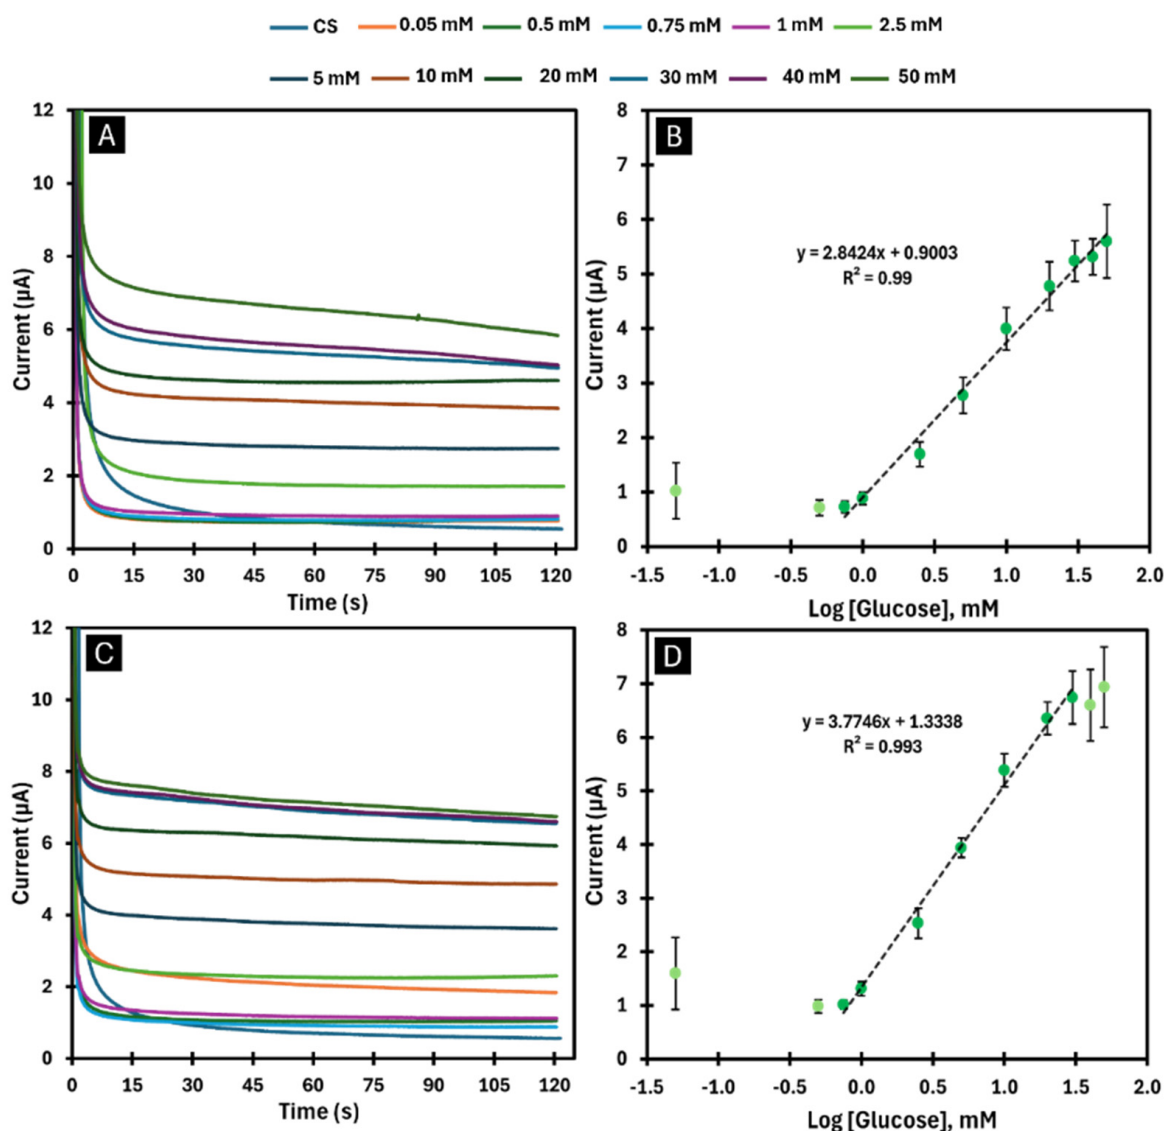 CS 0.05 mM 0.5 mM 0.75 mM 1 mM 2.5 mM
5 mM 10 mM 20 mM 30 mM 40 mM 50 mM
A
12
10
8
6
4
2
0
Current (µA)
0 15 30 45 60 75 90 105 120
Time (s)
B
8
7
6
5
4
3
2
1
0
Current (µA)
y = 2.8424x + 0.9003
R² = 0.99
-1.5 -1.0 -0.5 0.0 0.5 1.0 1.5 2.0
Log [Glucose], mM
C
12
10
8
6
4
2
0
Current (µA)
0 15 30 45 60 75 90 105 120
Time (s)
D
8
7
6
5
4
3
2
1
0
Current (µA)
y = 3.7746x + 1.3338
R² = 0.993
-1.5 -1.0 -0.5 0.0 0.5 1.0 1.5 2.0
Log [Glucose], mM